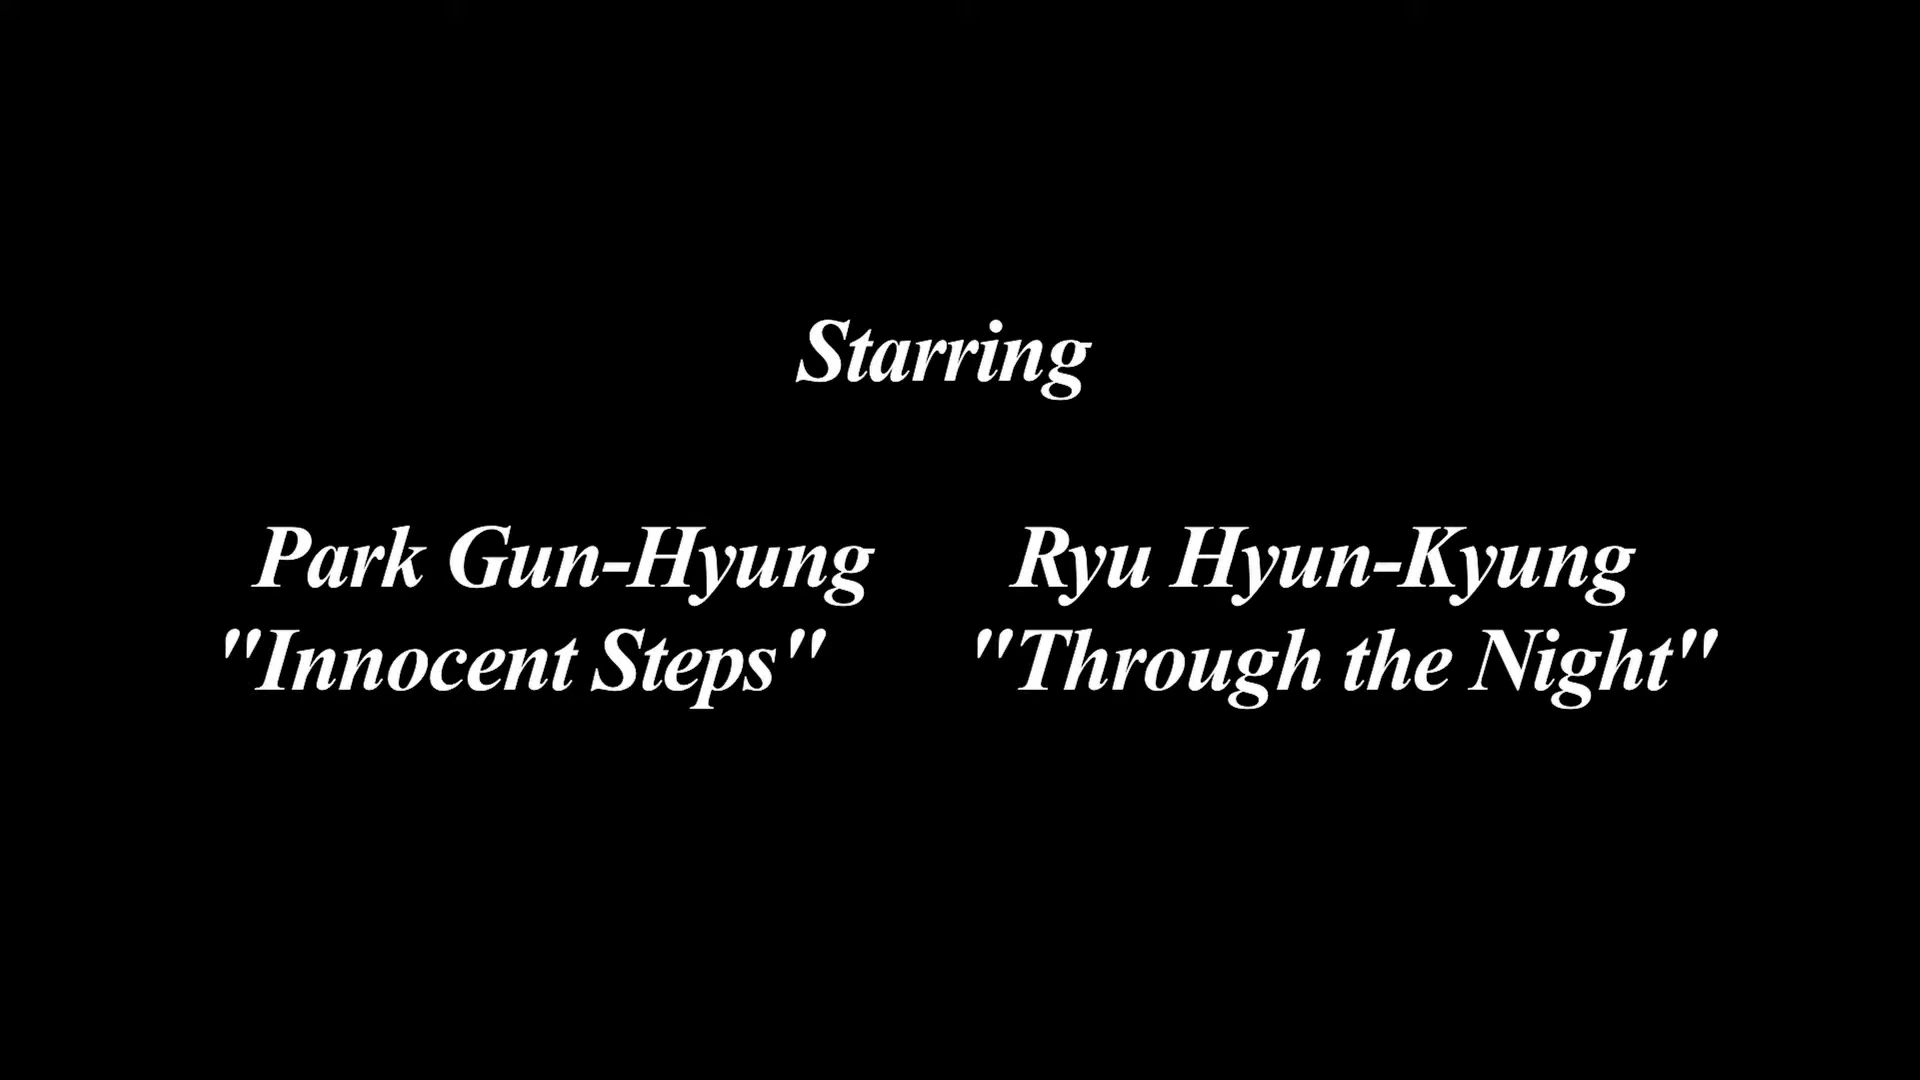 Starring
Park Gun-Hyung Ryu Hyun-Kyung
"Innocent Steps" "Through the Night"